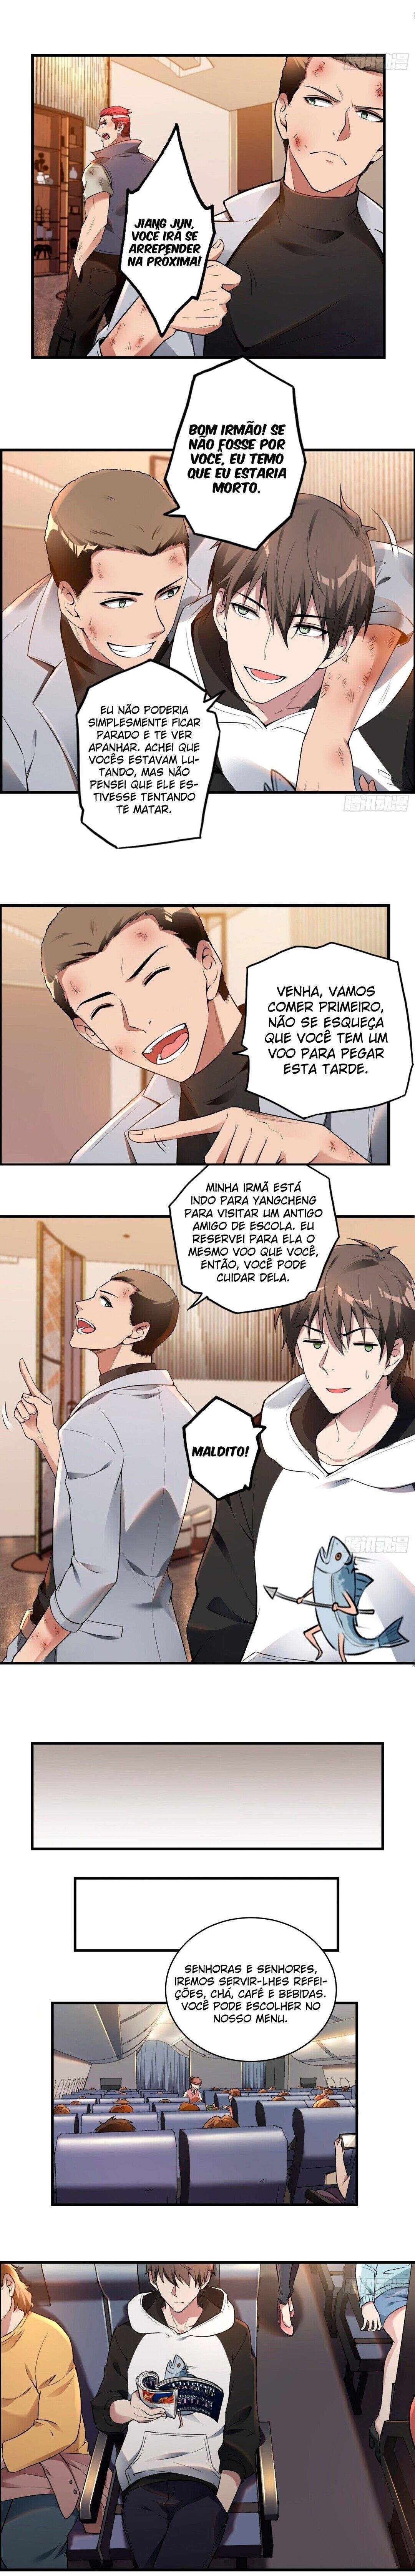 JIANG JUN,
VOCÊ IRÁ SE
ARREPENDER
NA PRÓXIMA!
BOM IRMÃO! SE
NÃO FOSSE POR
VOCÊ, EU TEMO
QUE EU ESTARIA
MORTO.
EU NÃO PODERIA
SIMPLESMENTE FICAR
PARADO E TE VER
APANHAR. ACHEI QUE
VOCÊS ESTAVAM LU-
TANDO, MAS NÃO
PENSEI QUE ELE ES-
TIVESSE TENTANDO
TE MATAR.
VENHA, VAMOS
COMER PRIMEIRO,
NÃO SE ESQUEÇA
QUE VOCÊ TEM UM
VOO PARA PEGAR
ESTA TARDE.
MINHA IRMÃ ESTÁ
INDO PARA YANGCHENG
PARA VISITAR UM ANTIGO
AMIGO DE ESCOLA. EU
RESERVEI PARA ELA O
MESMO VOO QUE VOCÊ,
ENTÃO, VOCÊ PODE
CUIDAR DELA.
MALDITO!
SENHORAS E SENHORES,
IREMOS SERVIR-LHES REFEI-
ÇÕES, CHÁ, CAFÉ E BEBIDAS.
VOCÊ PODE ESCOLHER NO
NOSSO MENU.